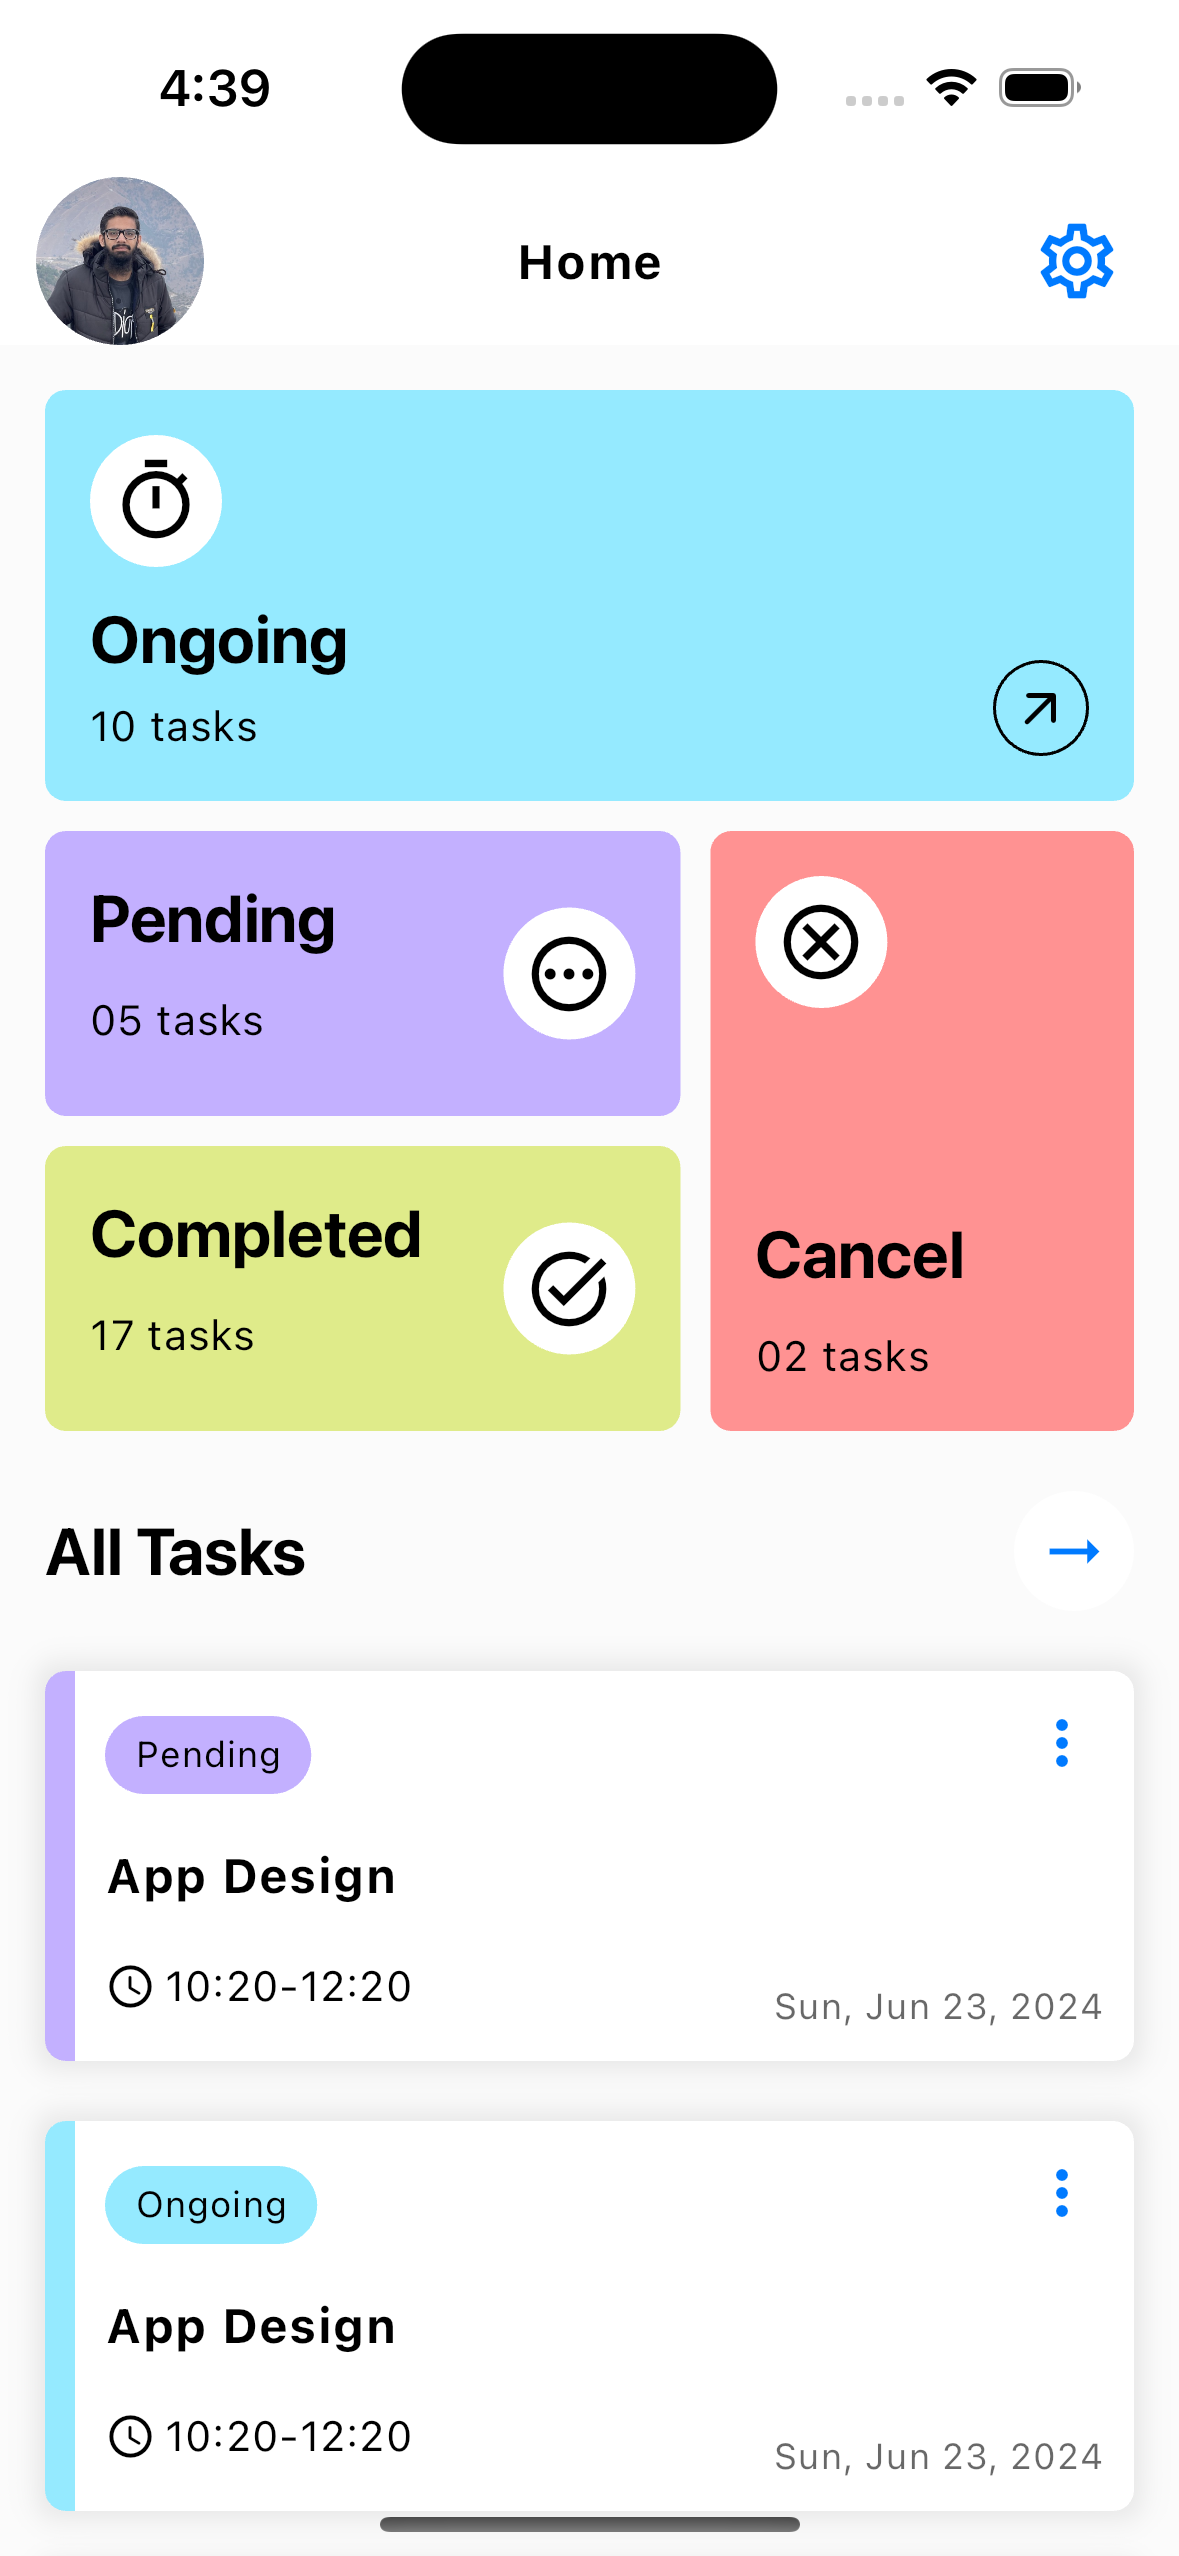 4:39
Home
Ongoing
10 tasks
Pending
05 tasks
Completed
17 tasks
Cancel
02 tasks
All Tasks
Pending
App Design
10:20-12:20
Sun, Jun 23, 2024
Ongoing
App Design
10:20-12:20
Sun, Jun 23, 2024